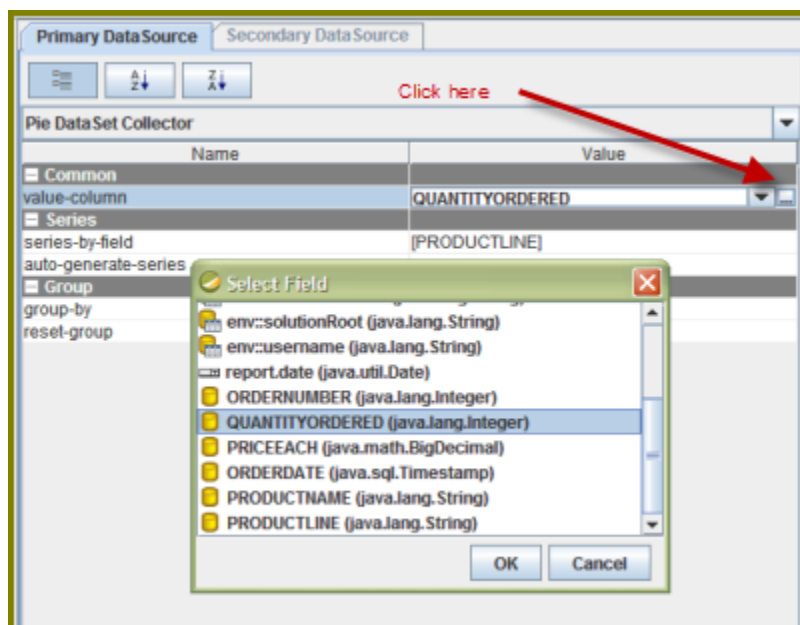 Primary DataSource Secondary DataSource
A Z Z A
Click here
Pie DataSet Collector
Name Value
Common
value-column QUANTITYORDERED ...
Series
series-by-field [PRODUCTLINE]
auto-generate-series
Group
group-by
reset-group
Select Field
env::solutionRoot (java.lang.String)
env::username (java.lang.String)
report.date (java.util.Date)
ORDERNUMBER (java.lang.Integer)
QUANTITYORDERED (java.lang.Integer)
PRICEEACH (java.math.BigDecimal)
ORDERDATE (java.sql.Timestamp)
PRODUCTNAME (java.lang.String)
PRODUCTLINE (java.lang.String)
OK Cancel